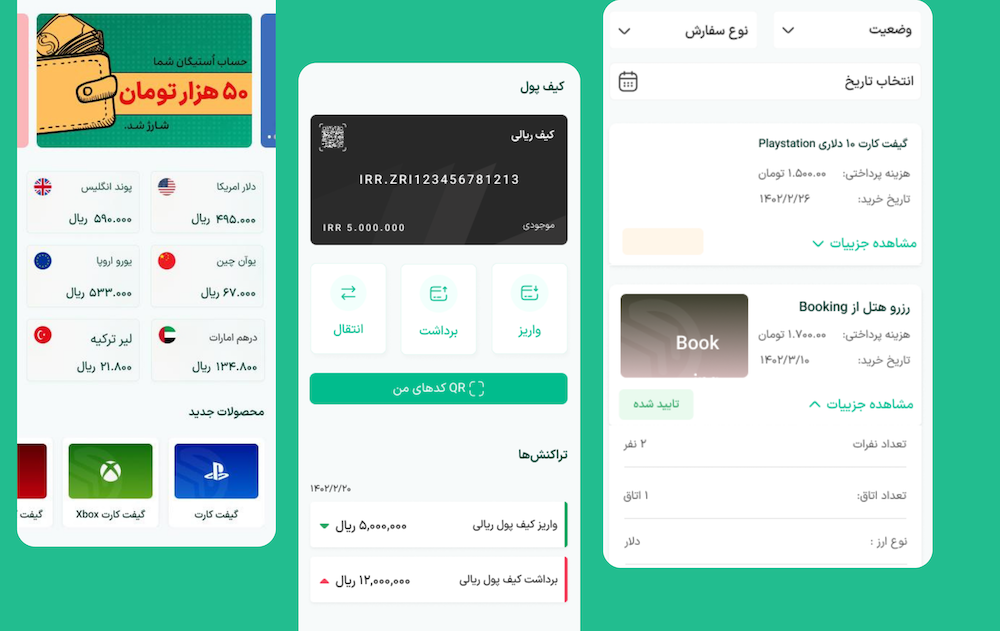 حساب اُستیگان شما
۵۰ هزار تومان
شارژ شد.
دلار امریکا
۴۹۵.۰۰۰ ریال
پوند انگلیس
۵۹۰.۰۰۰ ریال
یوآن چین
۶۷.۰۰۰ ریال
یورو اروپا
۵۳۳.۰۰۰ ریال
درهم امارات
۱۳۴.۸۰۰ ریال
لیر ترکیه
۲۱.۸۰۰ ریال
محصولات جدید
گیفت کارت
گیفت کارت Xbox
گیفت
کیف پول
کیف ریالی
IRR.ZRI123456781213
موجودی
IRR 5.000.000
واریز
برداشت
انتقال
QR کدهای من
تراکنش‌ها
۱۴۰۲/۲/۲۰
واریز کیف پول ریالی
۵,۰۰۰,۰۰۰ ریال
برداشت کیف پول ریالی
۱۲,۰۰۰,۰۰۰ ریال
وضعیت
نوع سفارش
انتخاب تاریخ
گیفت کارت ۱۰ دلاری Playstation
هزینه پرداختی: ۱.۵۰۰.۰۰ تومان
تاریخ خرید: ۱۴۰۲/۲/۲۶
مشاهده جزییات
رزرو هتل از Booking
هزینه پرداختی: ۱.۷۰۰.۰۰ تومان
تاریخ خرید: ۱۴۰۲/۳/۱۰
Book
مشاهده جزییات
تایید شده
تعداد نفرات
۲ نفر
تعداد اتاق:
۱ اتاق
نوع ارز :
دلار